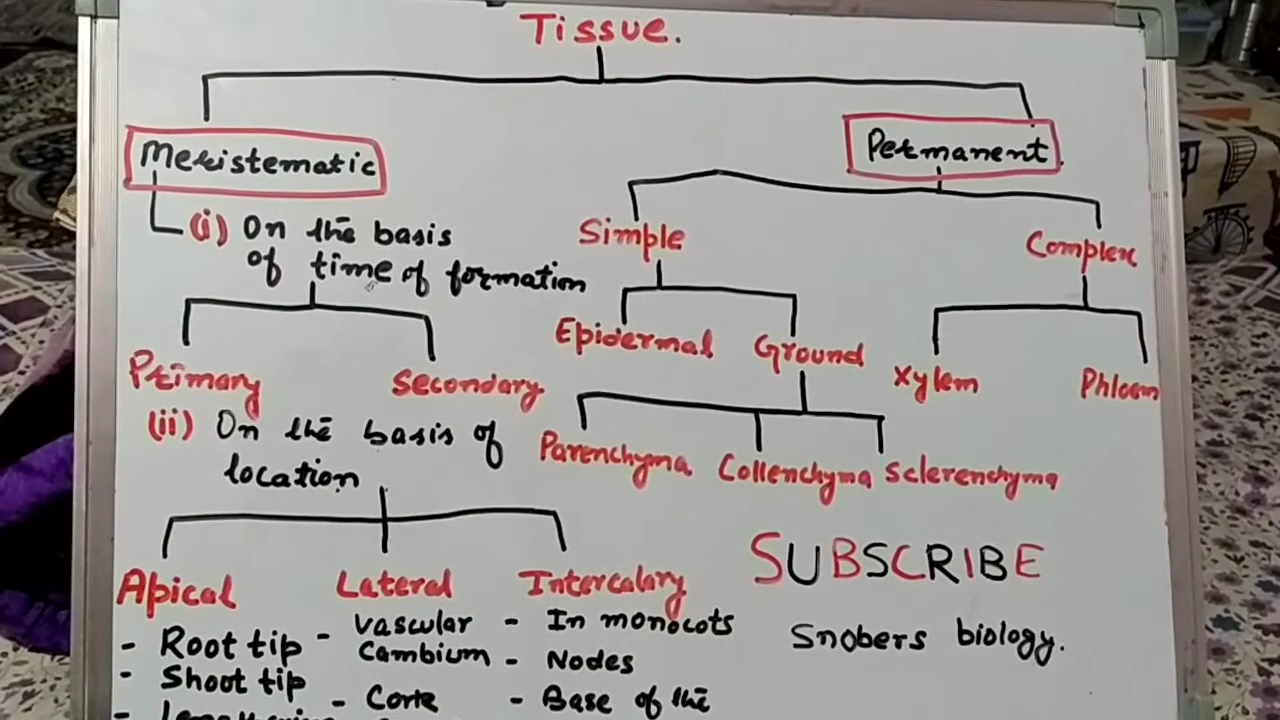 Tissue.
Meristematic
Permanent.
(i) On the basis
of time of formation
Simple
Complex
Primary
Secondary
Epidermal
Ground
Xylem
Phloem
(ii) On the basis of
location
Parenchyma
Collenchyma
Sclerenchyma
Apical
Lateral
Intercalary
- Root tip
- Shoot tip
- Vascular
Cambium
- Cork
- In monocots
- Nodes
- Base of the
SUBSCRIBE
Snobers biology.